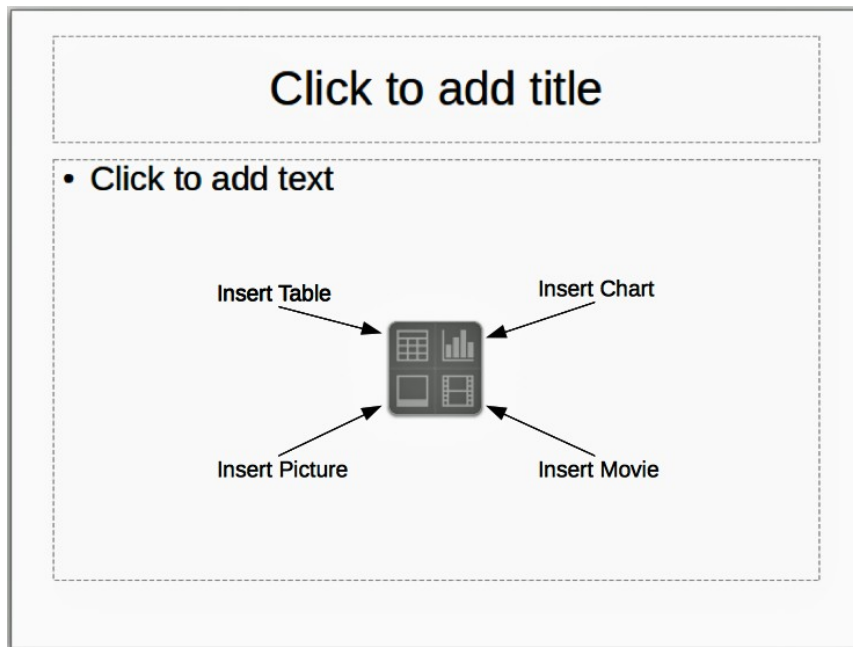 Click to add title
• Click to add text
Insert Table
Insert Chart
Insert Picture
Insert Movie